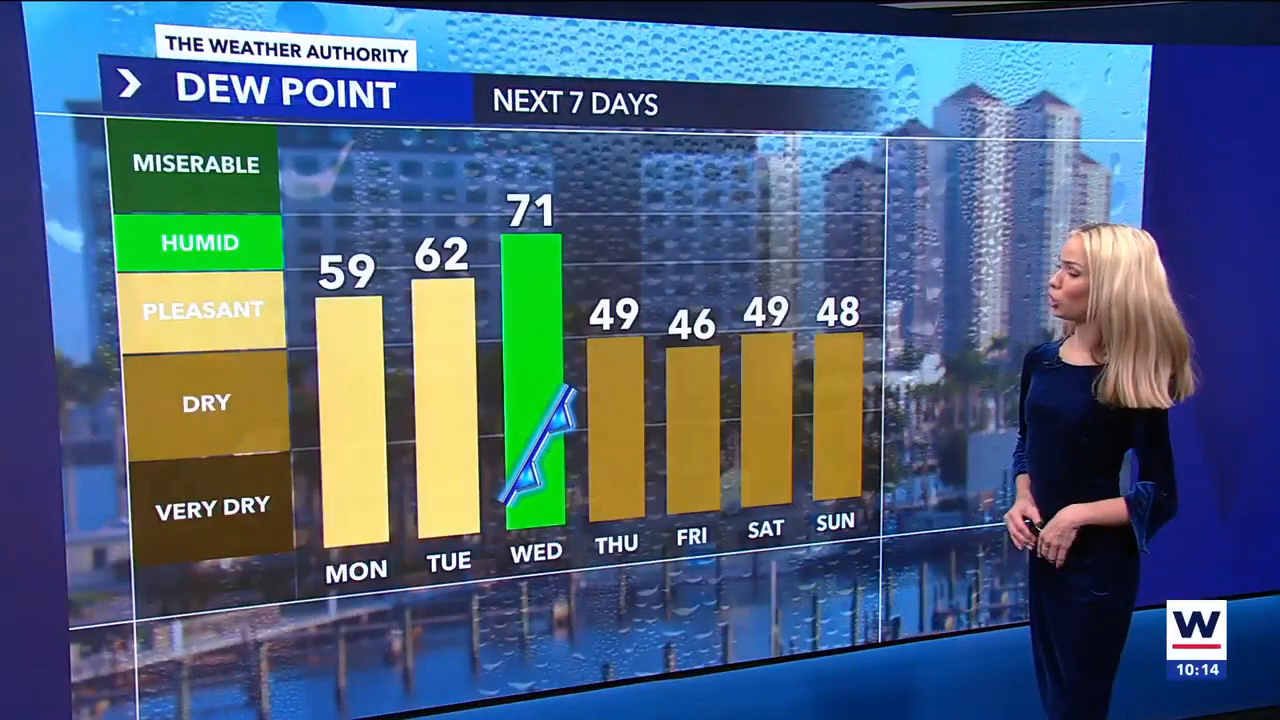 THE WEATHER AUTHORITY
DEW POINT
NEXT 7 DAYS
MISERABLE
HUMID
PLEASANT
DRY
VERY DRY
59
62
71
49
46
49
48
MON
TUE
WED
THU
FRI
SAT
SUN
W
10:14